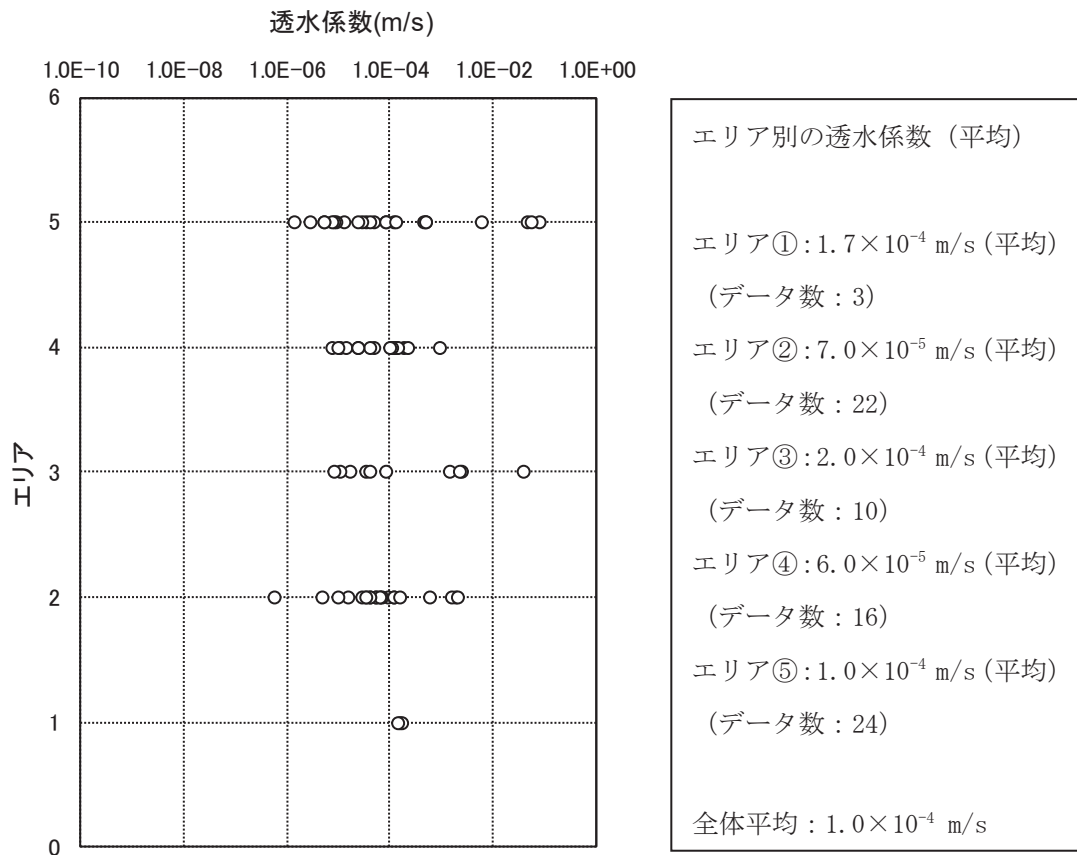 透水係数(m/s)
1.0E-10 1.0E-08 1.0E-06 1.0E-04 1.0E-02 1.0E+00
6
5
4
3
2
1
0
エリア
エリア別の透水係数（平均）
エリア①:1.7×10⁻⁴ m/s(平均)
（データ数：3）
エリア②:7.0×10⁻⁵ m/s(平均)
（データ数：22）
エリア③:2.0×10⁻⁴ m/s(平均)
（データ数：10）
エリア④:6.0×10⁻⁵ m/s(平均)
（データ数：16）
エリア⑤:1.0×10⁻⁴ m/s(平均)
（データ数：24）
全体平均：1.0×10⁻⁴ m/s